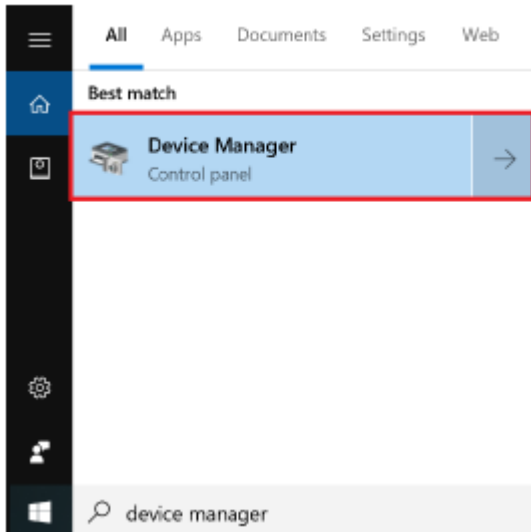 All Apps Documents Settings Web
Best match
Device Manager
Control panel
device manager